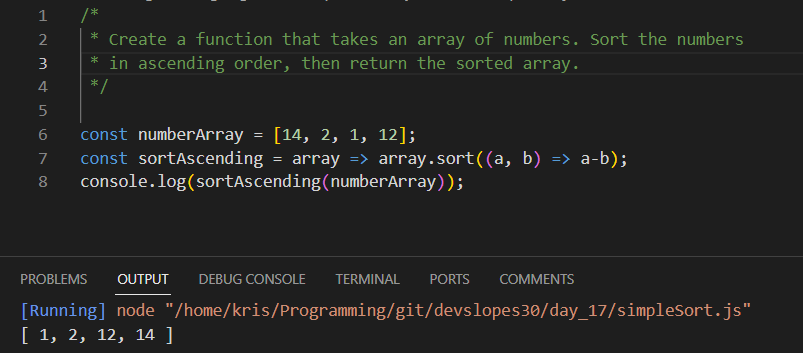 1 /*
2 * Create a function that takes an array of numbers. Sort the numbers
3 * in ascending order, then return the sorted array.
4 */
5
6 const numberArray = [14, 2, 1, 12];
7 const sortAscending = array => array.sort((a, b) => a-b);
8 console.log(sortAscending(numberArray));
PROBLEMS OUTPUT DEBUG CONSOLE TERMINAL PORTS COMMENTS
[Running] node "/home/kris/Programming/git/devslopes30/day_17/simpleSort.js"
[ 1, 2, 12, 14 ]